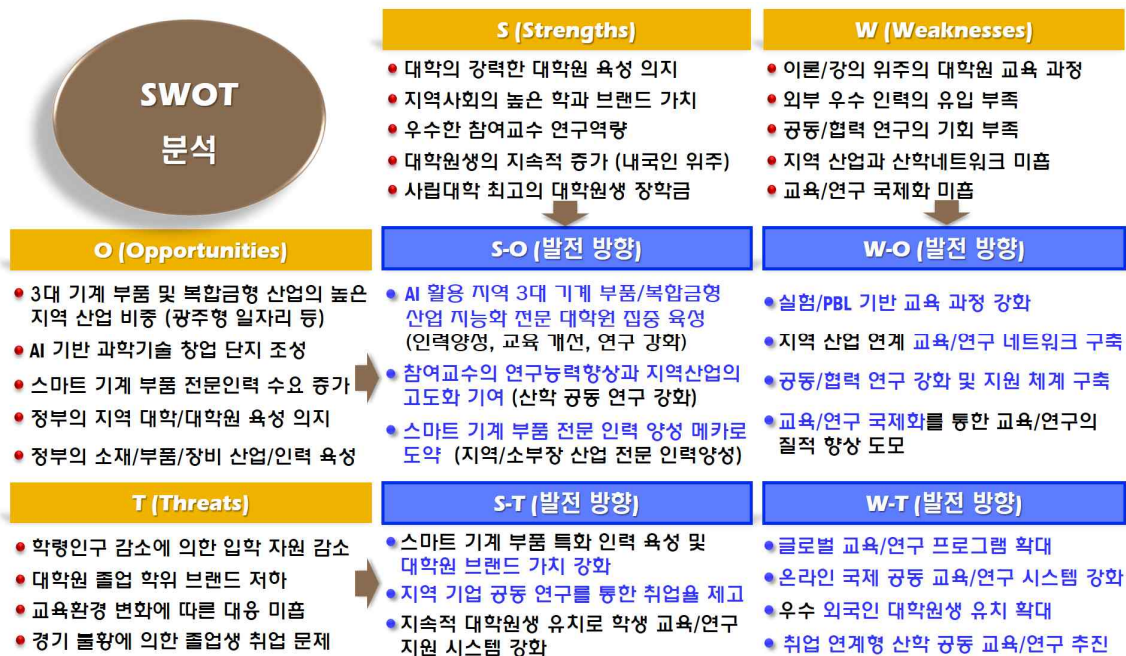 SWOT
분석
S (Strengths)
대학의 강력한 대학원 육성 의지
지역사회의 높은 학과 브랜드 가치
우수한 참여교수 연구역량
대학원생의 지속적 증가 (내국인 위주)
사립대학 최고의 대학원생 장학금
W (Weaknesses)
이론/강의 위주의 대학원 교육 과정
외부 우수 인력의 유입 부족
공동/협력 연구의 기회 부족
지역 산업과 산학네트워크 미흡
교육/연구 국제화 미흡
O (Opportunities)
3대 기계 부품 및 복합금형 산업의 높은
지역 산업 비중 (광주형 일자리 등)
AI 기반 과학기술 창업 단지 조성
스마트 기계 부품 전문인력 수요 증가
정부의 지역 대학/대학원 육성 의지
정부의 소재/부품/장비 산업/인력 육성
S-O (발전 방향)
AI 활용 지역 3대 기계 부품/복합금형
산업 지능화 전문 대학원 집중 육성
(인력양성, 교육 개선, 연구 강화)
참여교수의 연구능력향상과 지역산업의
고도화 기여 (산학 공동 연구 강화)
스마트 기계 부품 전문 인력 양성 메카로
도약 (지역/소부장 산업 전문 인력양성)
W-O (발전 방향)
실험/PBL 기반 교육 과정 강화
지역 산업 연계 교육/연구 네트워크 구축
공동/협력 연구 강화 및 지원 체계 구축
교육/연구 국제화를 통한 교육/연구의
질적 향상 도모
T (Threats)
학령인구 감소에 의한 입학 자원 감소
대학원 졸업 학위 브랜드 저하
교육환경 변화에 따른 대응 미흡
경기 불황에 의한 졸업생 취업 문제
S-T (발전 방향)
스마트 기계 부품 특화 인력 육성 및
대학원 브랜드 가치 강화
지역 기업 공동 연구를 통한 취업율 제고
지속적 대학원생 유치로 학생 교육/연구
지원 시스템 강화
W-T (발전 방향)
글로벌 교육/연구 프로그램 확대
온라인 국제 공동 교육/연구 시스템 강화
우수 외국인 대학원생 유치 확대
취업 연계형 산학 공동 교육/연구 추진